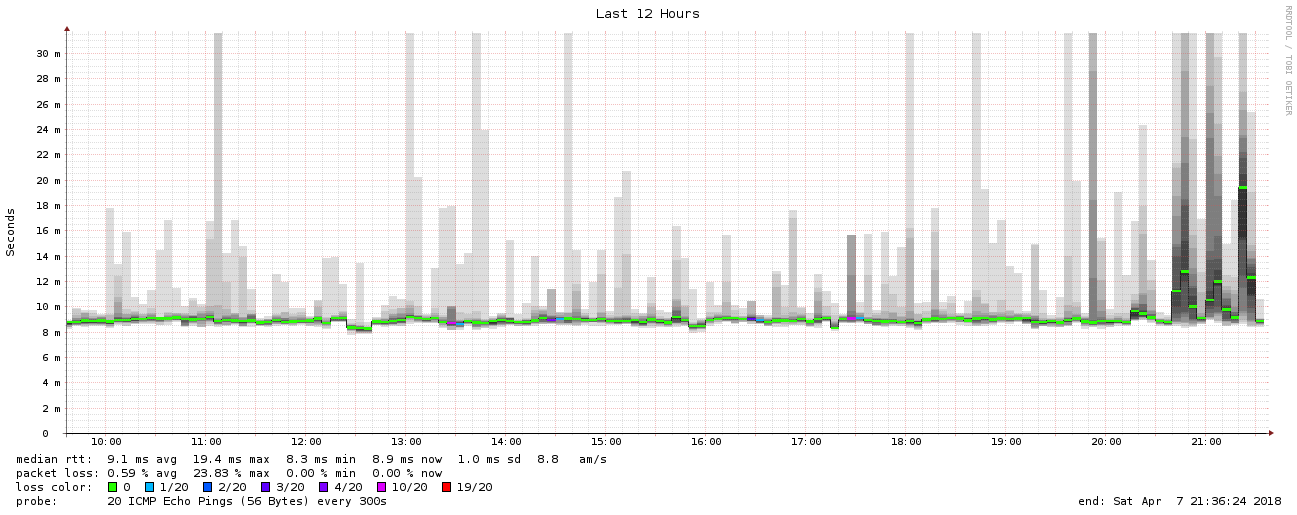 Last 12 Hours
RRDTOOL / TOBI OETIKER
Seconds
30 m
28 m
26 m
24 m
22 m
20 m
18 m
16 m
14 m
12 m
10 m
8 m
6 m
4 m
2 m
0
10:00 11:00 12:00 13:00 14:00 15:00 16:00 17:00 18:00 19:00 20:00 21:00
median rtt: 9.1 ms avg 19.4 ms max 8.3 ms min 8.9 ms now 1.0 ms sd 8.8 am/s
packet loss: 0.59 % avg 23.83 % max 0.00 % min 0.00 % now
loss color: 0 1/20 2/20 3/20 4/20 10/20 19/20
probe: 20 ICMP Echo Pings (56 Bytes) every 300s end: Sat Apr 7 21:36:24 2018